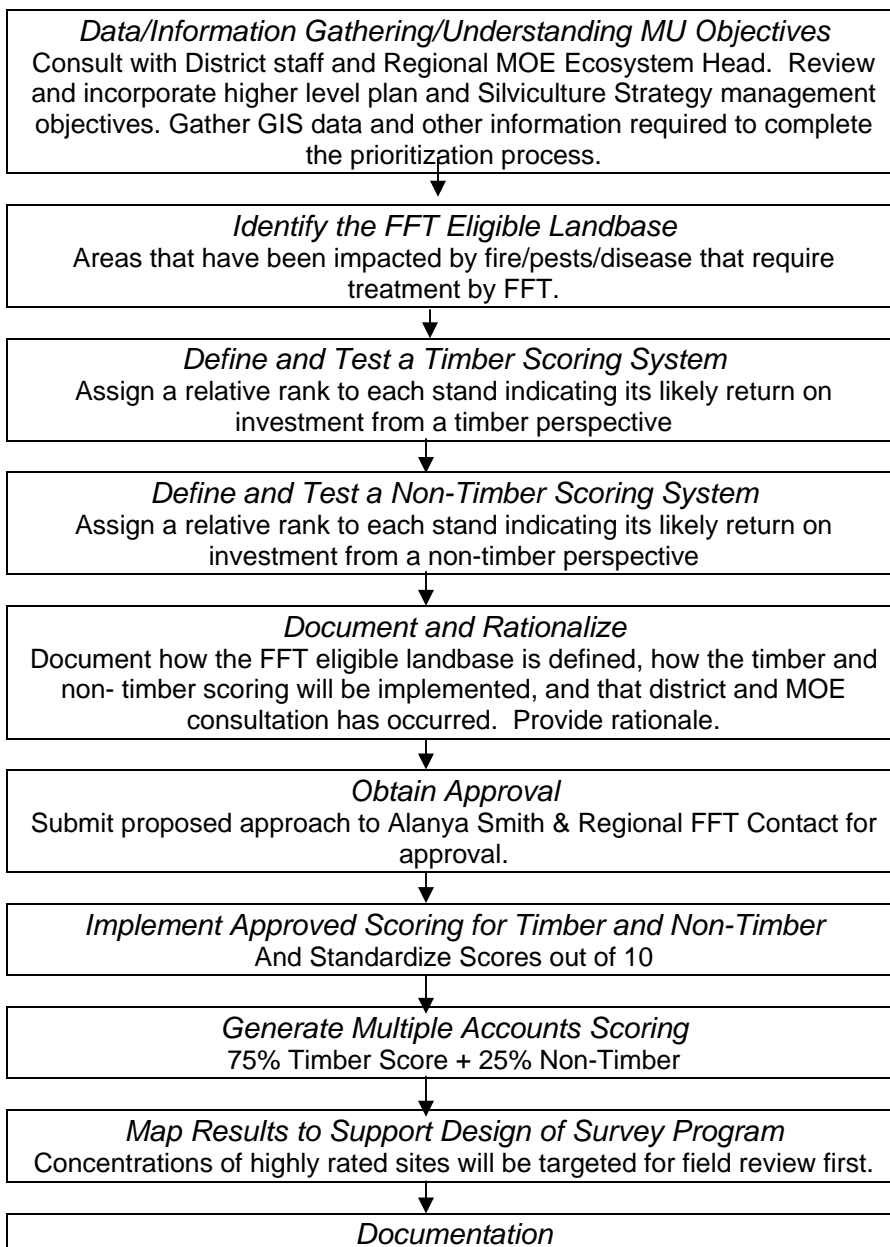 Data/Information Gathering/Understanding MU Objectives
Consult with District staff and Regional MOE Ecosystem Head. Review
and incorporate higher level plan and Silviculture Strategy management
objectives. Gather GIS data and other information required to complete
the prioritization process.
Identify the FFT Eligible Landbase
Areas that have been impacted by fire/pests/disease that require
treatment by FFT.
Define and Test a Timber Scoring System
Assign a relative rank to each stand indicating its likely return on
investment from a timber perspective
Define and Test a Non-Timber Scoring System
Assign a relative rank to each stand indicating its likely return on
investment from a non-timber perspective
Document and Rationalize
Document how the FFT eligible landbase is defined, how the timber and
non- timber scoring will be implemented, and that district and MOE
consultation has occurred. Provide rationale.
Obtain Approval
Submit proposed approach to Alanya Smith & Regional FFT Contact for
approval.
Implement Approved Scoring for Timber and Non-Timber
And Standardize Scores out of 10
Generate Multiple Accounts Scoring
75% Timber Score + 25% Non-Timber
Map Results to Support Design of Survey Program
Concentrations of highly rated sites will be targeted for field review first.
Documentation